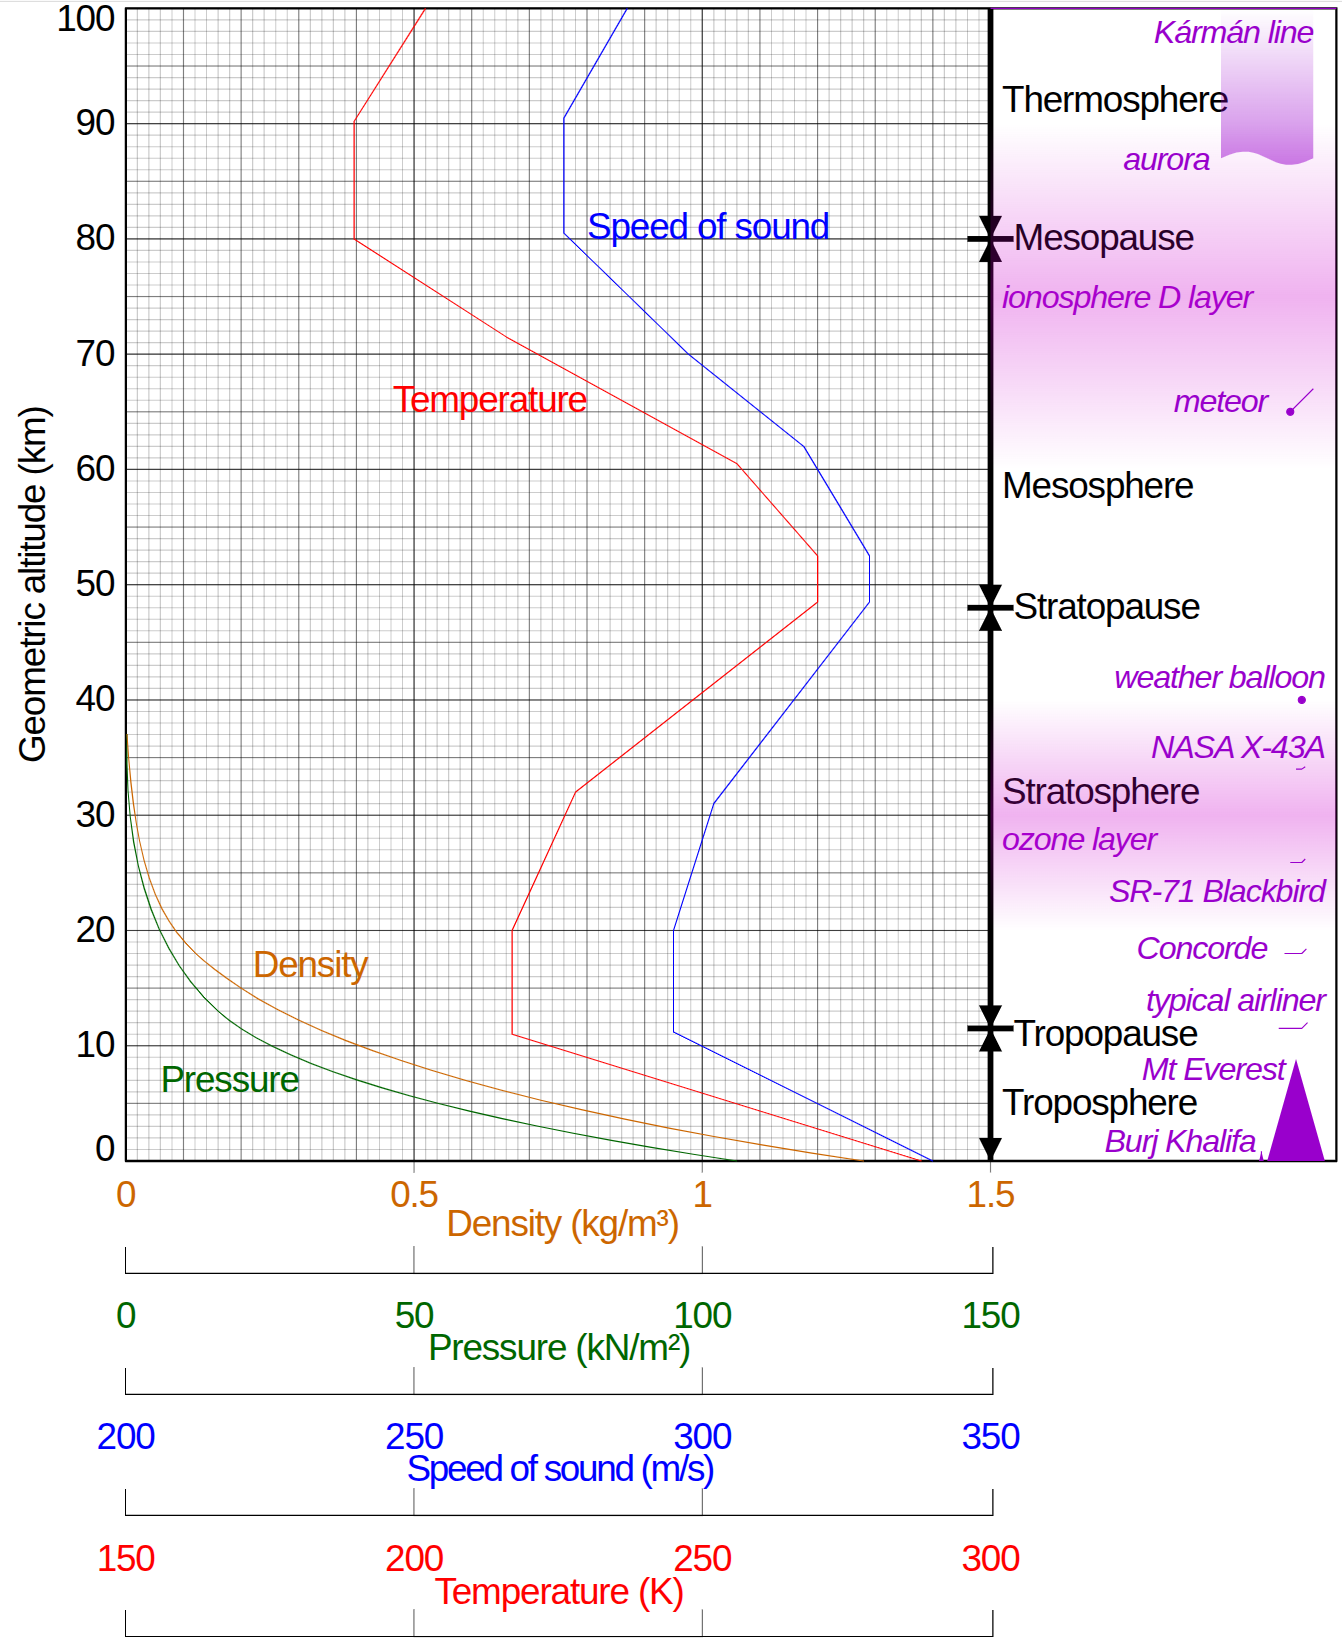 100
Kármán line
Thermosphere
90
aurora
80
Speed of sound
Mesopause
ionosphere D layer
70
Temperature
meteor
60
Mesosphere
Geometric altitude (km)
50
Stratopause
weather balloon
40
NASA X-43A
Stratosphere
30
ozone layer
SR-71 Blackbird
20
Concorde
Density
typical airliner
10
Tropopause
Mt Everest
Pressure
Troposphere
Burj Khalifa
0
0 0.5 1 1.5
Density (kg/m³)
0 50 100 150
Pressure (kN/m²)
200 250 300 350
Speed of sound (m/s)
150 200 250 300
Temperature (K)